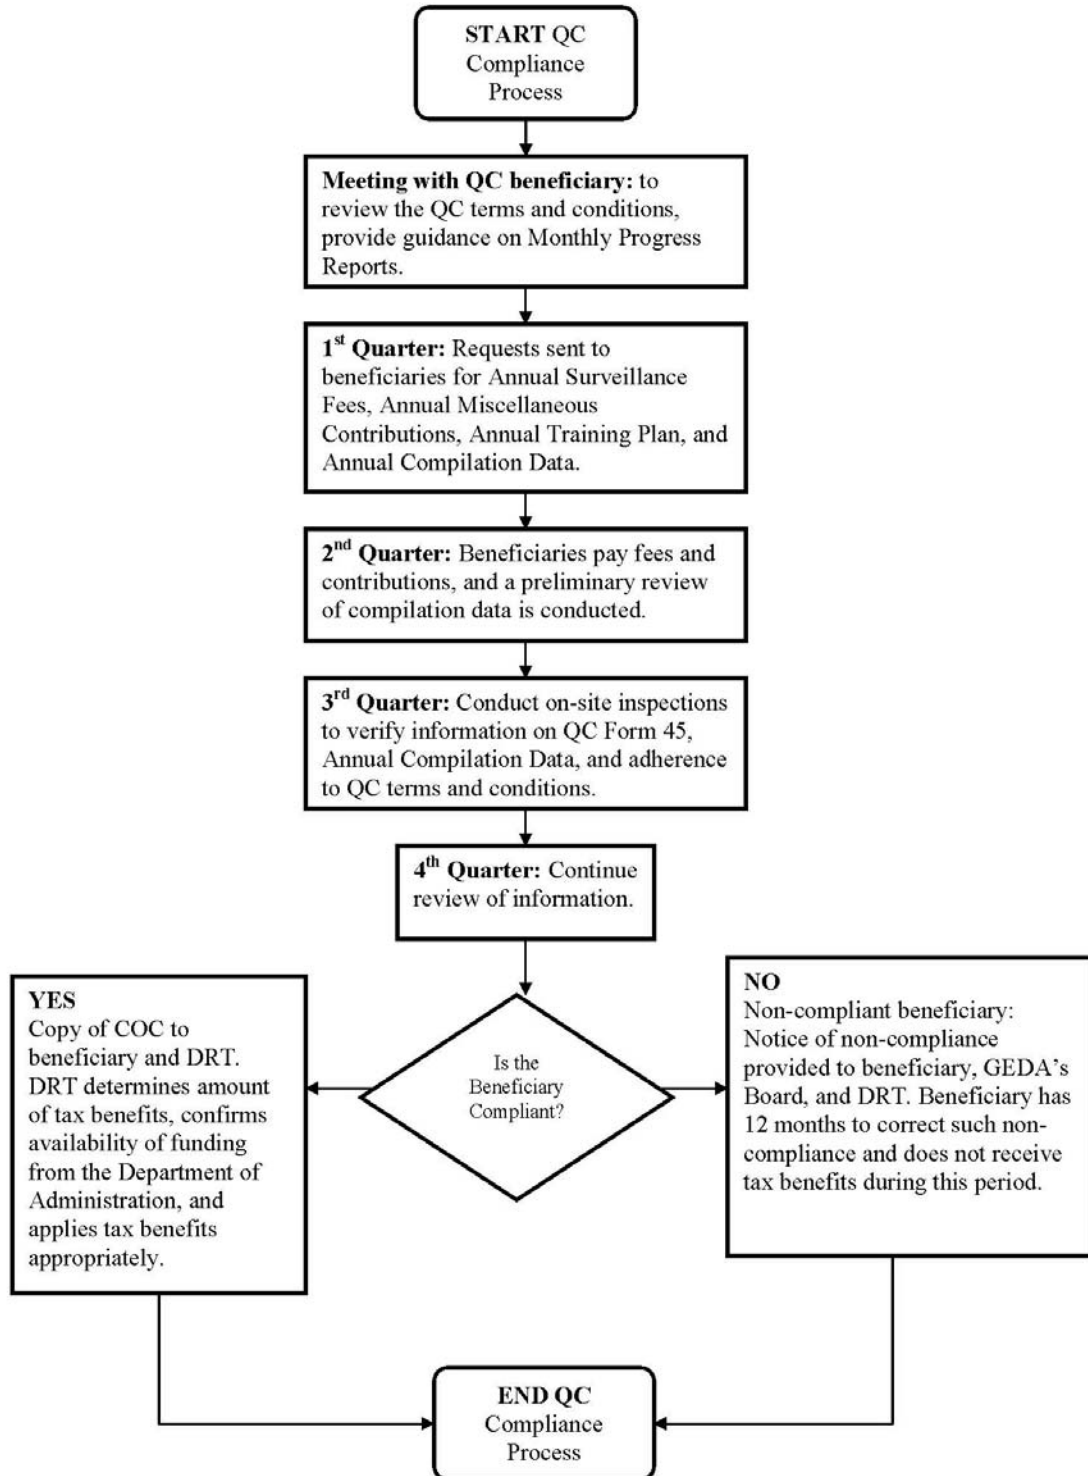 START QC
Compliance
Process
Meeting with QC beneficiary: to
review the QC terms and conditions,
provide guidance on Monthly Progress
Reports.
1st Quarter: Requests sent to
beneficiaries for Annual Surveillance
Fees, Annual Miscellaneous
Contributions, Annual Training Plan, and
Annual Compilation Data.
2nd Quarter: Beneficiaries pay fees and
contributions, and a preliminary review
of compilation data is conducted.
3rd Quarter: Conduct on-site inspections
to verify information on QC Form 45,
Annual Compilation Data, and adherence
to QC terms and conditions.
4th Quarter: Continue
review of information.
YES
Copy of COC to
beneficiary and DRT.
DRT determines amount
of tax benefits, confirms
availability of funding
from the Department of
Administration, and
applies tax benefits
appropriately.
Is the
Beneficiary
Compliant?
NO
Non-compliant beneficiary:
Notice of non-compliance
provided to beneficiary, GEDA's
Board, and DRT. Beneficiary has
12 months to correct such non-
compliance and does not receive
tax benefits during this period.
END QC
Compliance
Process